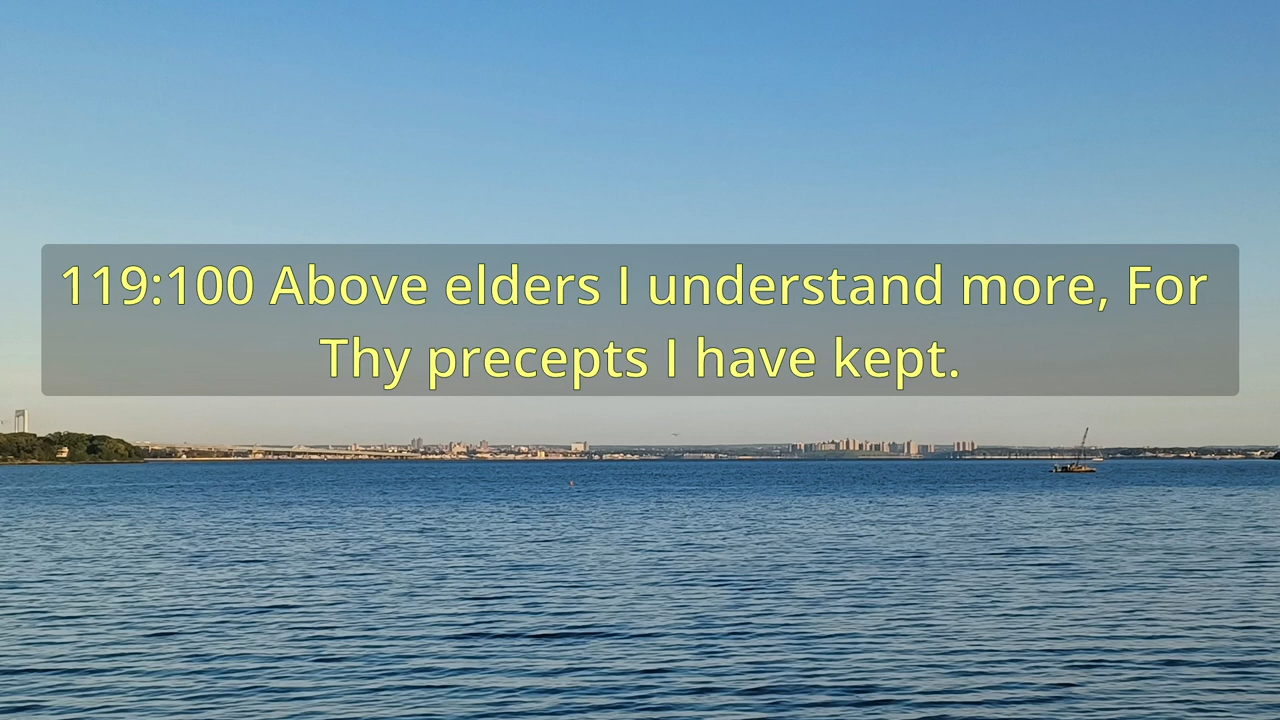 119:100 Above elders I understand more, For
Thy precepts I have kept.